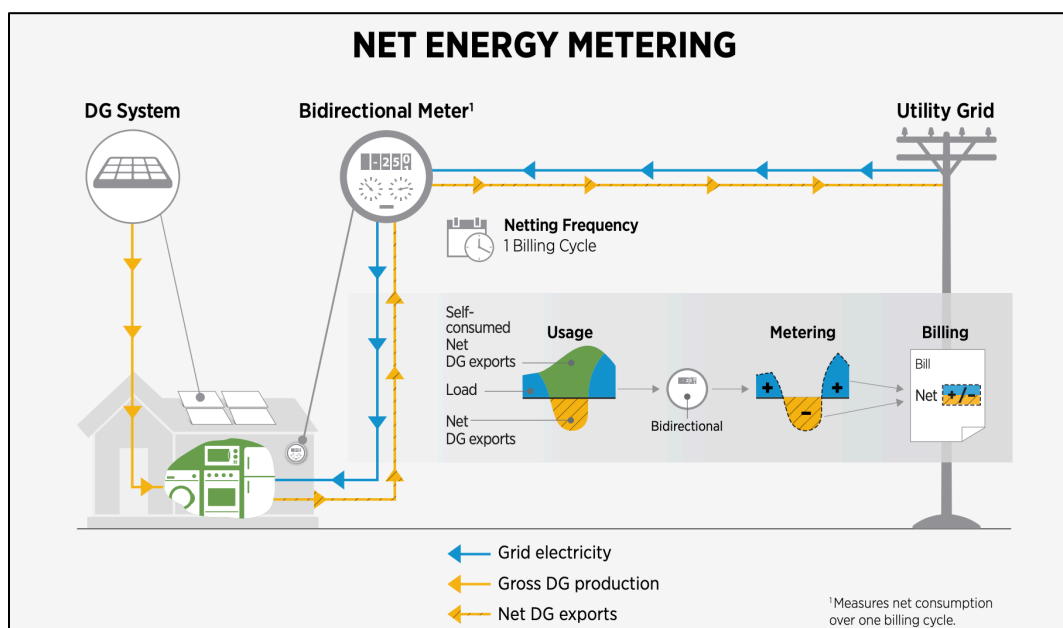 NET ENERGY METERING
DG System
Bidirectional Meter¹
Utility Grid
-250
Netting Frequency
1 Billing Cycle
Self-
consumed
Net
DG exports
Load
Net
DG exports
Usage
Bidirectional
Metering
+
-
+
Billing
Bill
Net +/-
Grid electricity
Gross DG production
Net DG exports
¹Measures net consumption
over one billing cycle.